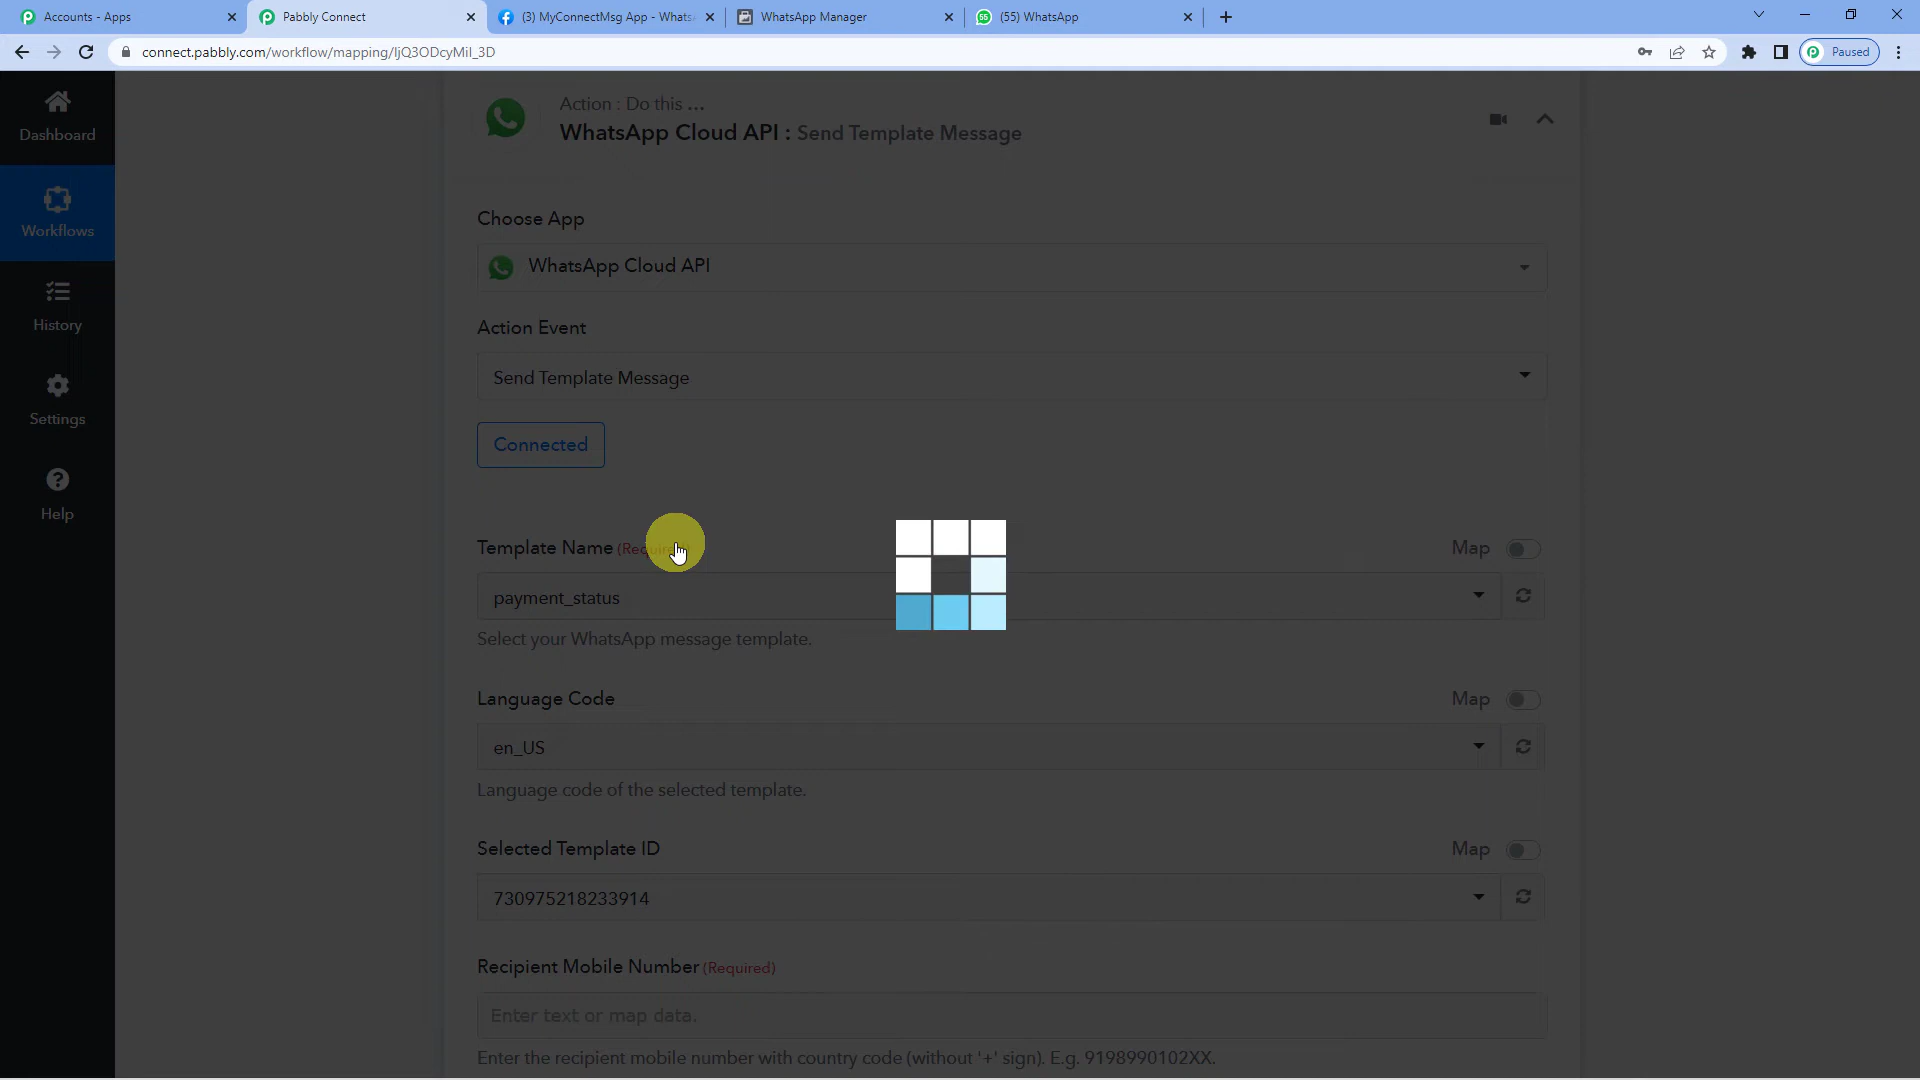 Accounts - Apps
Pabbly Connect
(3) MyConnectMsg App - Whats
WhatsApp Manager
(55) WhatsApp
connect.pabbly.com/workflow/mapping/IjQ3ODcyMiI_3D
Paused
Dashboard
Workflows
History
Settings
Help
Action : Do this ...
WhatsApp Cloud API : Send Template Message
Choose App
WhatsApp Cloud API
Action Event
Send Template Message
Connected
Template Name (Required)
Map
payment_status
Select your WhatsApp message template.
Language Code
Map
en_US
Language code of the selected template.
Selected Template ID
Map
730975218233914
Recipient Mobile Number (Required)
Enter text or map data.
Enter the recipient mobile number with country code (without '+' sign). E.g. 9198990102XX.